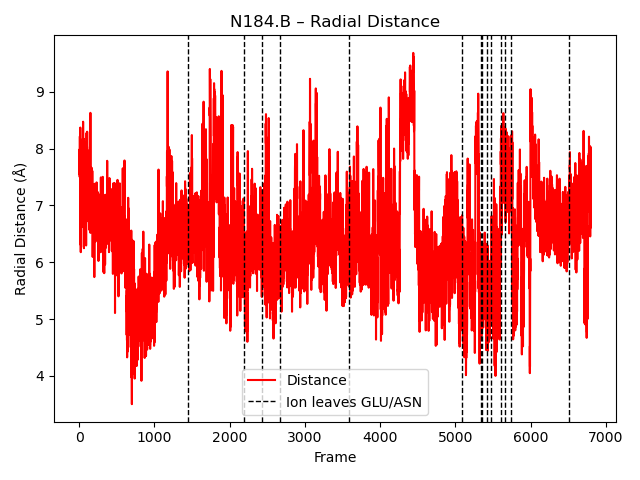 N184.B – Radial Distance
Radial Distance (Å)
9
8
7
6
5
4
Distance
Ion leaves GLU/ASN
0
1000
2000
3000
4000
5000
6000
7000
Frame